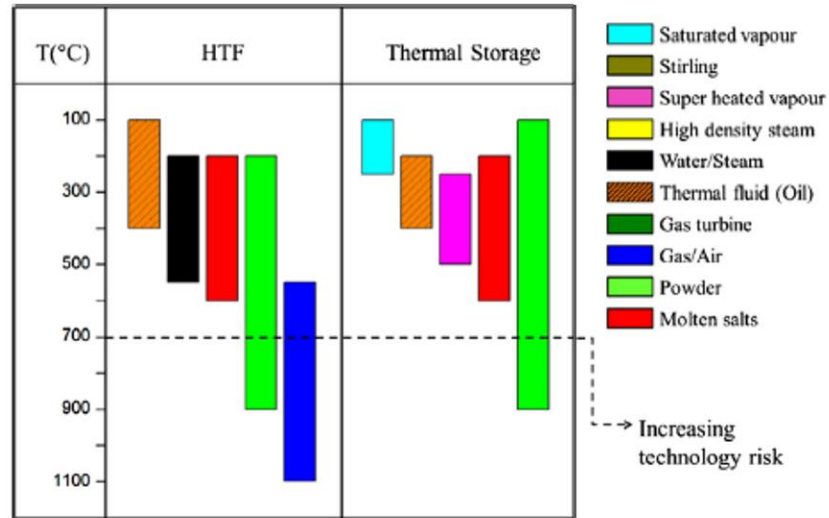 T(°C)
HTF
Thermal Storage
100
300
500
700
900
1100
Saturated vapour
Stirling
Super heated vapour
High density steam
Water/Steam
Thermal fluid (Oil)
Gas turbine
Gas/Air
Powder
Molten salts
Increasing
technology risk